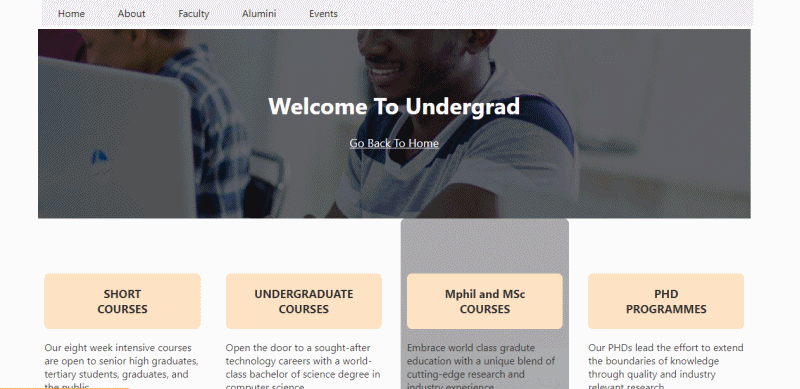 Home About Faculty Alumini Events
Welcome To Undergrad
Go Back To Home
SHORT
COURSES
Our eight week intensive courses
are open to senior high graduates,
tertiary students, graduates, and
the public
UNDERGRADUATE
COURSES
Open the door to a sought-after
technology careers with a world-
class bachelor of science degree in
computer science
Mphil and MSc
COURSES
Embrace world class gradute
education with a unique blend of
cutting-edge research and
industry experience
PHD
PROGRAMMES
Our PHDs lead the effort to extend
the boundaries of knowledge
through quality and industry
relevant research